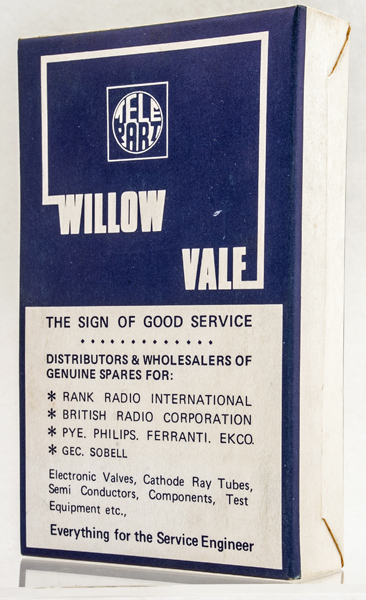 TELE
PART
WILLOW
VALE
THE SIGN OF GOOD SERVICE
DISTRIBUTORS & WHOLESALERS OF
GENUINE SPARES FOR:
* RANK RADIO INTERNATIONAL
* BRITISH RADIO CORPORATION
* PYE. PHILIPS. FERRANTI. EKCO.
* GEC. SOBELL
Electronic Valves, Cathode Ray Tubes,
Semi Conductors, Components, Test
Equipment etc.,
Everything for the Service Engineer